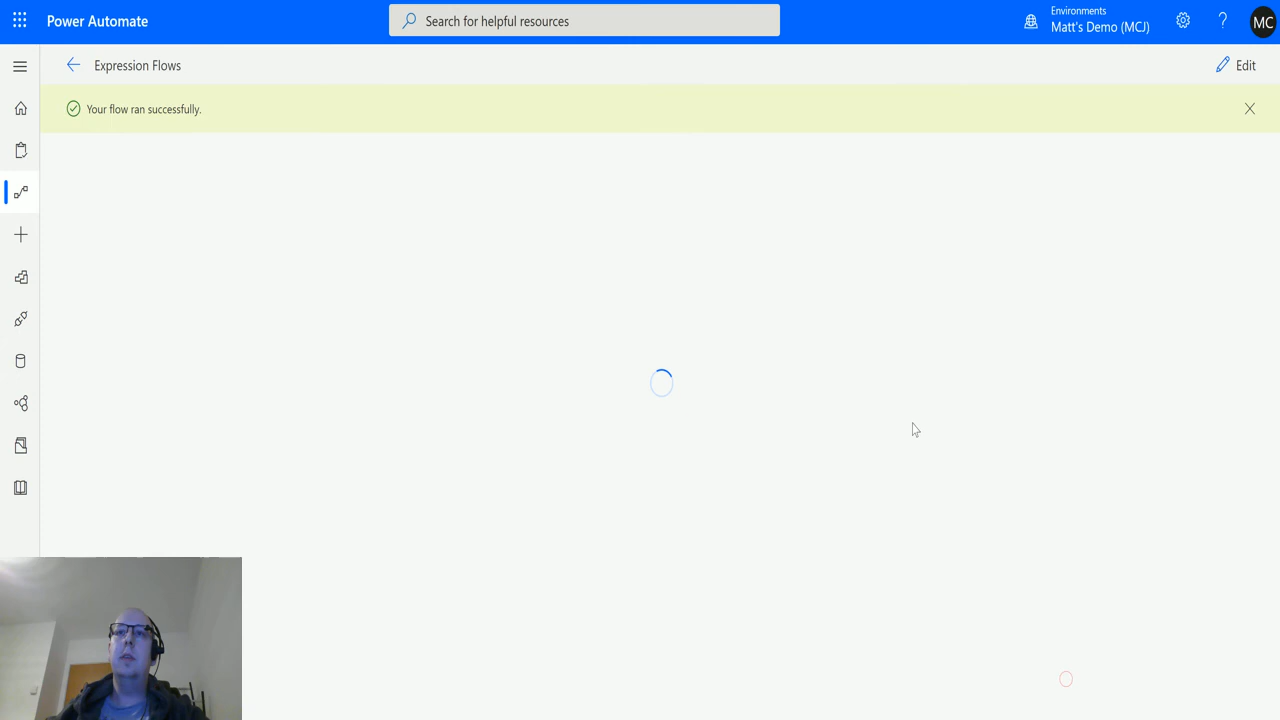 Power Automate
Search for helpful resources
Environments
Matt's Demo (MCJ)
MC
Expression Flows
Edit
Your flow ran successfully.